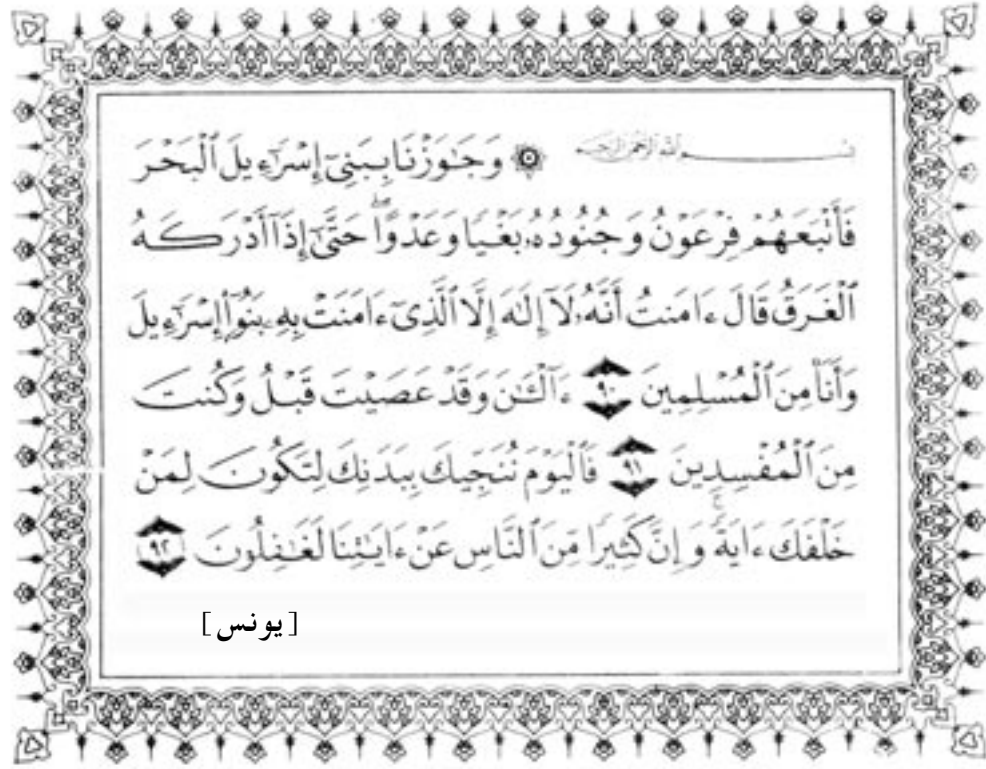 بسم الله الرحمن الرحيم ۞ وَجَٰوَزۡنَا بِبَنِيٓ إِسۡرَٰٓءِيلَ ٱلۡبَحۡرَ
فَأَتۡبَعَهُمۡ فِرۡعَوۡنُ وَجُنُودُهُۥ بَغۡيٗا وَعَدۡوًاۖ حَتَّىٰٓ إِذَآ أَدۡرَكَهُ
ٱلۡغَرَقُ قَالَ ءَامَنتُ أَنَّهُۥ لَآ إِلَٰهَ إِلَّا ٱلَّذِيٓ ءَامَنَتۡ بِهِۦ بَنُوٓاْ إِسۡرَٰٓءِيلَ
وَأَنَا۠ مِنَ ٱلۡمُسۡلِمِينَ ٩٠ ءَآلۡـَٰٔنَ وَقَدۡ عَصَيۡتَ قَبۡلُ وَكُنتَ
مِنَ ٱلۡمُفۡسِدِينَ ٩١ فَٱلۡيَوۡمَ نُنَجِّيكَ بِبَدَنِكَ لِتَكُونَ لِمَنۡ
خَلۡفَكَ ءَايَةٗۚ وَإِنَّ كَثِيرٗا مِّنَ ٱلنَّاسِ عَنۡ ءَايَٰتِنَا لَغَٰفِلُونَ ٩٢
[يونس]